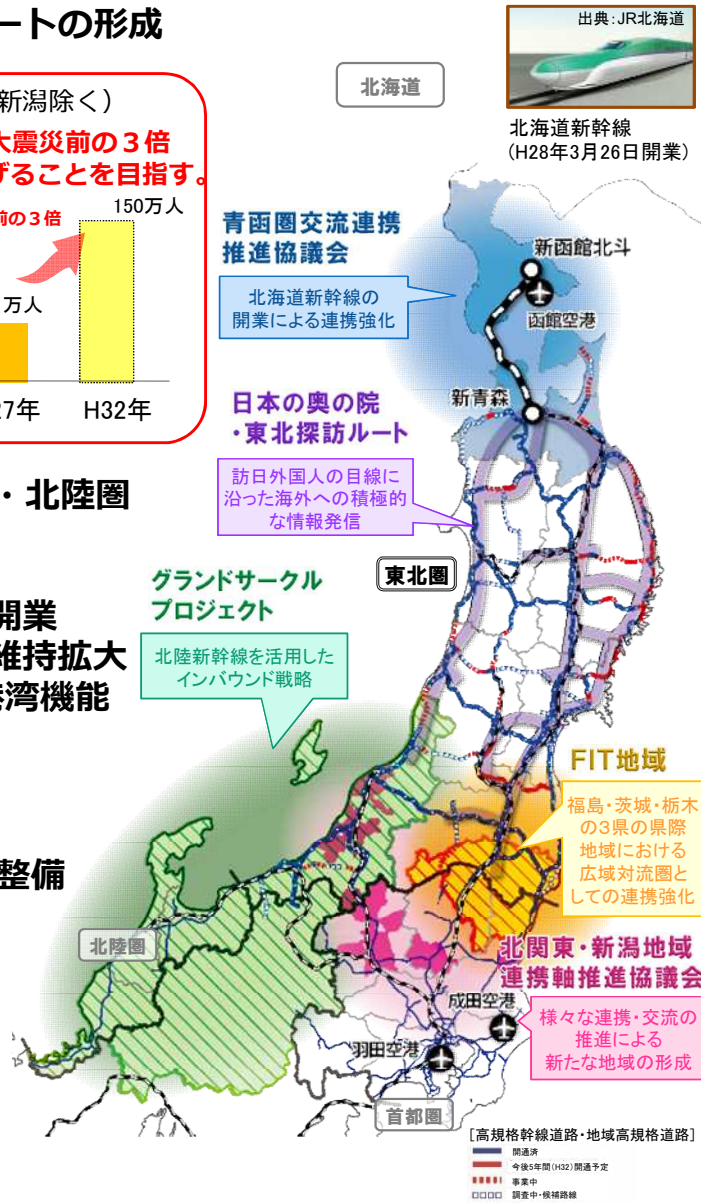 ートの形成
出典:JR北海道
北海道
北海道新幹線
(H28年3月26日開業)
新潟除く)
大震災前の3倍
げることを目指す。
前の3倍
150万人
万人
27年
H32年
青函圏交流連携
推進協議会
北海道新幹線の
開業による連携強化
新函館北斗
函館空港
新青森
日本の奥の院
・東北探訪ルート
訪日外国人の目線に
沿った海外への積極的
な情報発信
・北陸圏
東北圏
開業
維持拡大
港湾機能
グランドサークル
プロジェクト
北陸新幹線を活用した
インバウンド戦略
FIT地域
福島・茨城・栃木
の3県の県際
地域における
広域対流圏と
しての連携強化
整備
北陸圏
北関東・新潟地域
連携軸推進協議会
様々な連携・交流の
推進による
新たな地域の形成
成田空港
羽田空港
首都圏
[高規格幹線道路・地域高規格道路]
開通済
今後5年間(H32)開通予定
事業中
調査中・候補路線